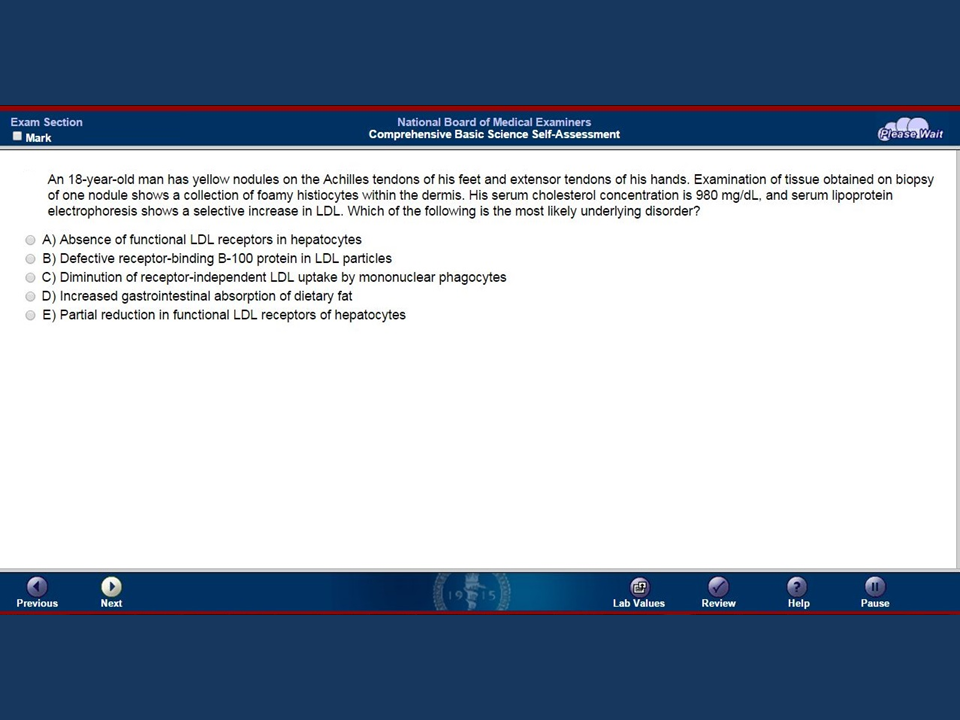 Exam Section
Mark
National Board of Medical Examiners
Comprehensive Basic Science Self-Assessment
Please Wait
An 18-year-old man has yellow nodules on the Achilles tendons of his feet and extensor tendons of his hands. Examination of tissue obtained on biopsy
of one nodule shows a collection of foamy histiocytes within the dermis. His serum cholesterol concentration is 980 mg/dL, and serum lipoprotein
electrophoresis shows a selective increase in LDL. Which of the following is the most likely underlying disorder?
A) Absence of functional LDL receptors in hepatocytes
B) Defective receptor-binding B-100 protein in LDL particles
C) Diminution of receptor-independent LDL uptake by mononuclear phagocytes
D) Increased gastrointestinal absorption of dietary fat
E) Partial reduction in functional LDL receptors of hepatocytes
1915
Previous
Next
Lab Values
Review
Help
Pause